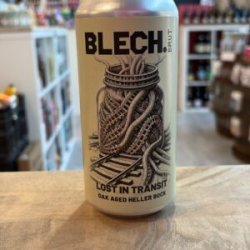 BLECH.
BRUT.
LOST IN TRANSIT
OAK AGED HELLER BOCK